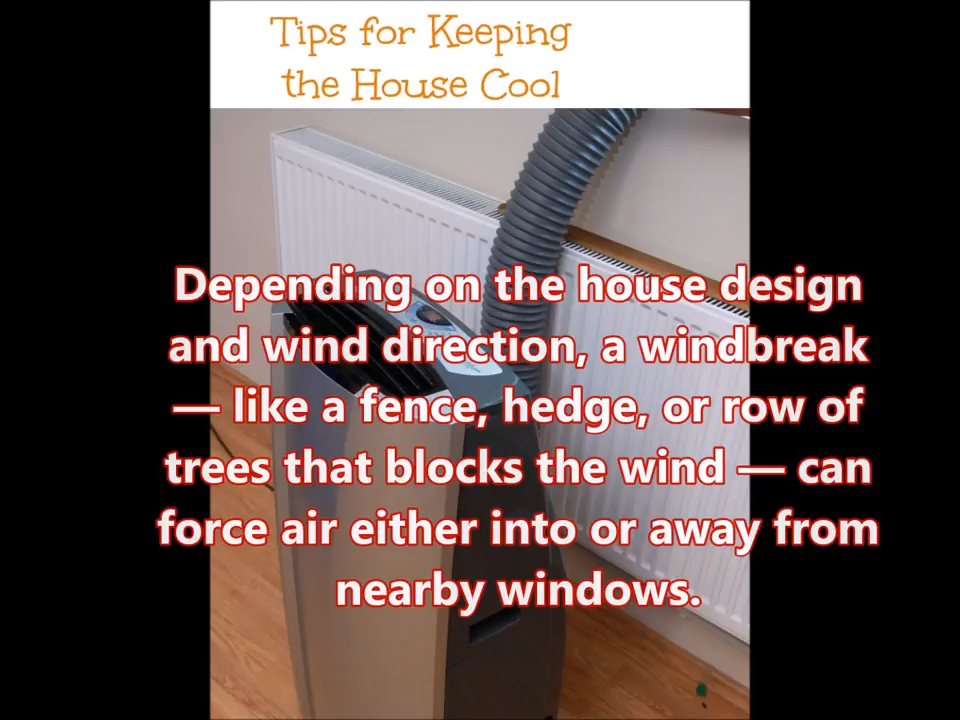 Tips for Keeping
the House Cool
Depending on the house design
and wind direction, a windbreak
— like a fence, hedge, or row of
trees that blocks the wind — can
force air either into or away from
nearby windows.